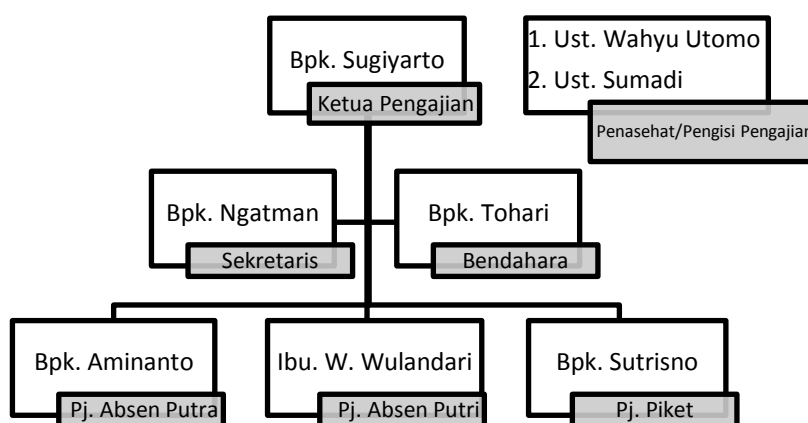 Bpk. Sugiyarto
Ketua Pengajian
1. Ust. Wahyu Utomo
2. Ust. Sumadi
Penasehat/Pengisi Pengajian
Bpk. Ngatman
Sekretaris
Bpk. Tohari
Bendahara
Bpk. Aminanto
Pj. Absen Putra
Ibu. W. Wulandari
Pj. Absen Putri
Bpk. Sutrisno
Pj. Piket